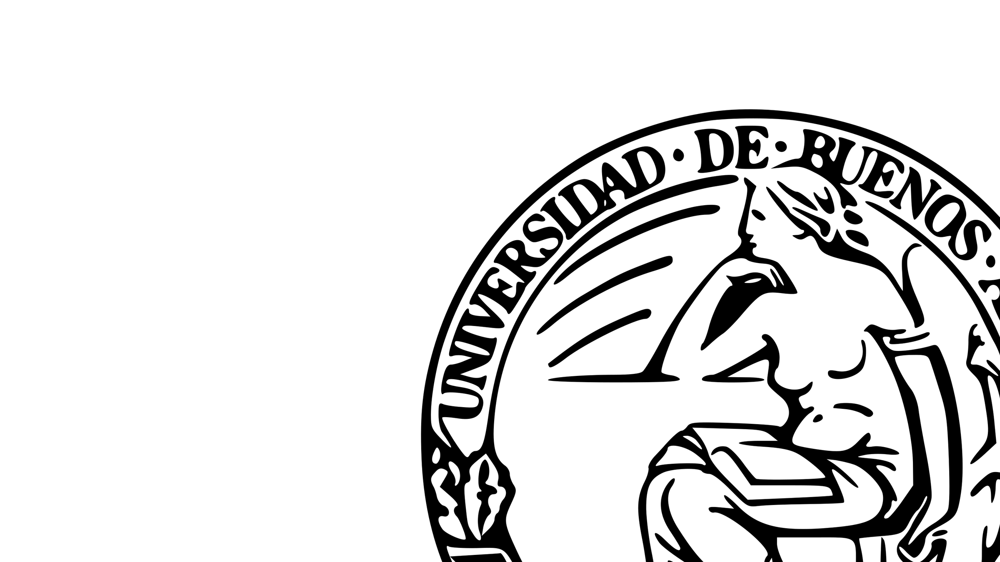 UNIVERSIDAD · DE · BUENOS ·